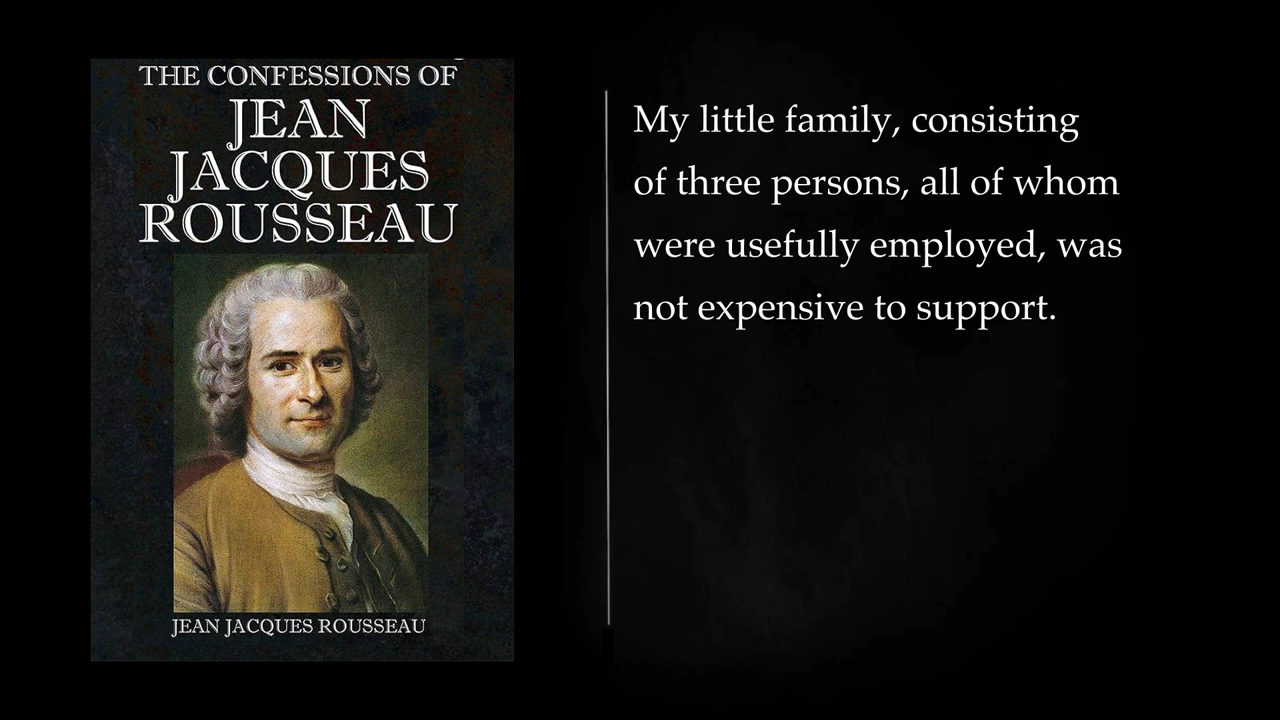 THE CONFESSIONS OF
JEAN
JACQUES
ROUSSEAU
JEAN JACQUES ROUSSEAU
My little family, consisting
of three persons, all of whom
were usefully employed, was
not expensive to support.